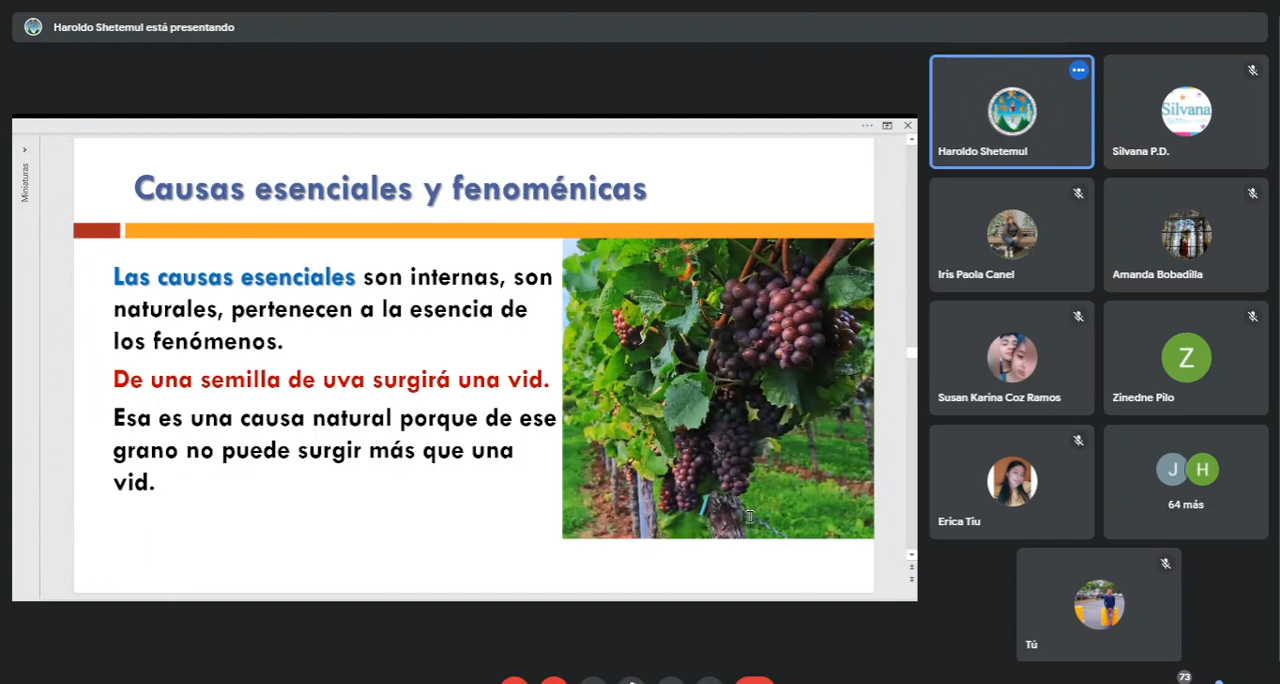 Haroldo Shetemul está presentando
Miniaturas
Causas esenciales y fenoménicas
Las causas esenciales son internas, son
naturales, pertenecen a la esencia de
los fenómenos.
De una semilla de uva surgirá una vid.
Esa es una causa natural porque de ese
grano no puede surgir más que una
vid.
Haroldo Shetemul
Silvana
Silvana P.D.
Iris Paola Canel
Amanda Bobadilla
Susan Karina Coz Ramos
Z
Zinedne Pilo
Erica Tiu
J H
64 más
Tú
73